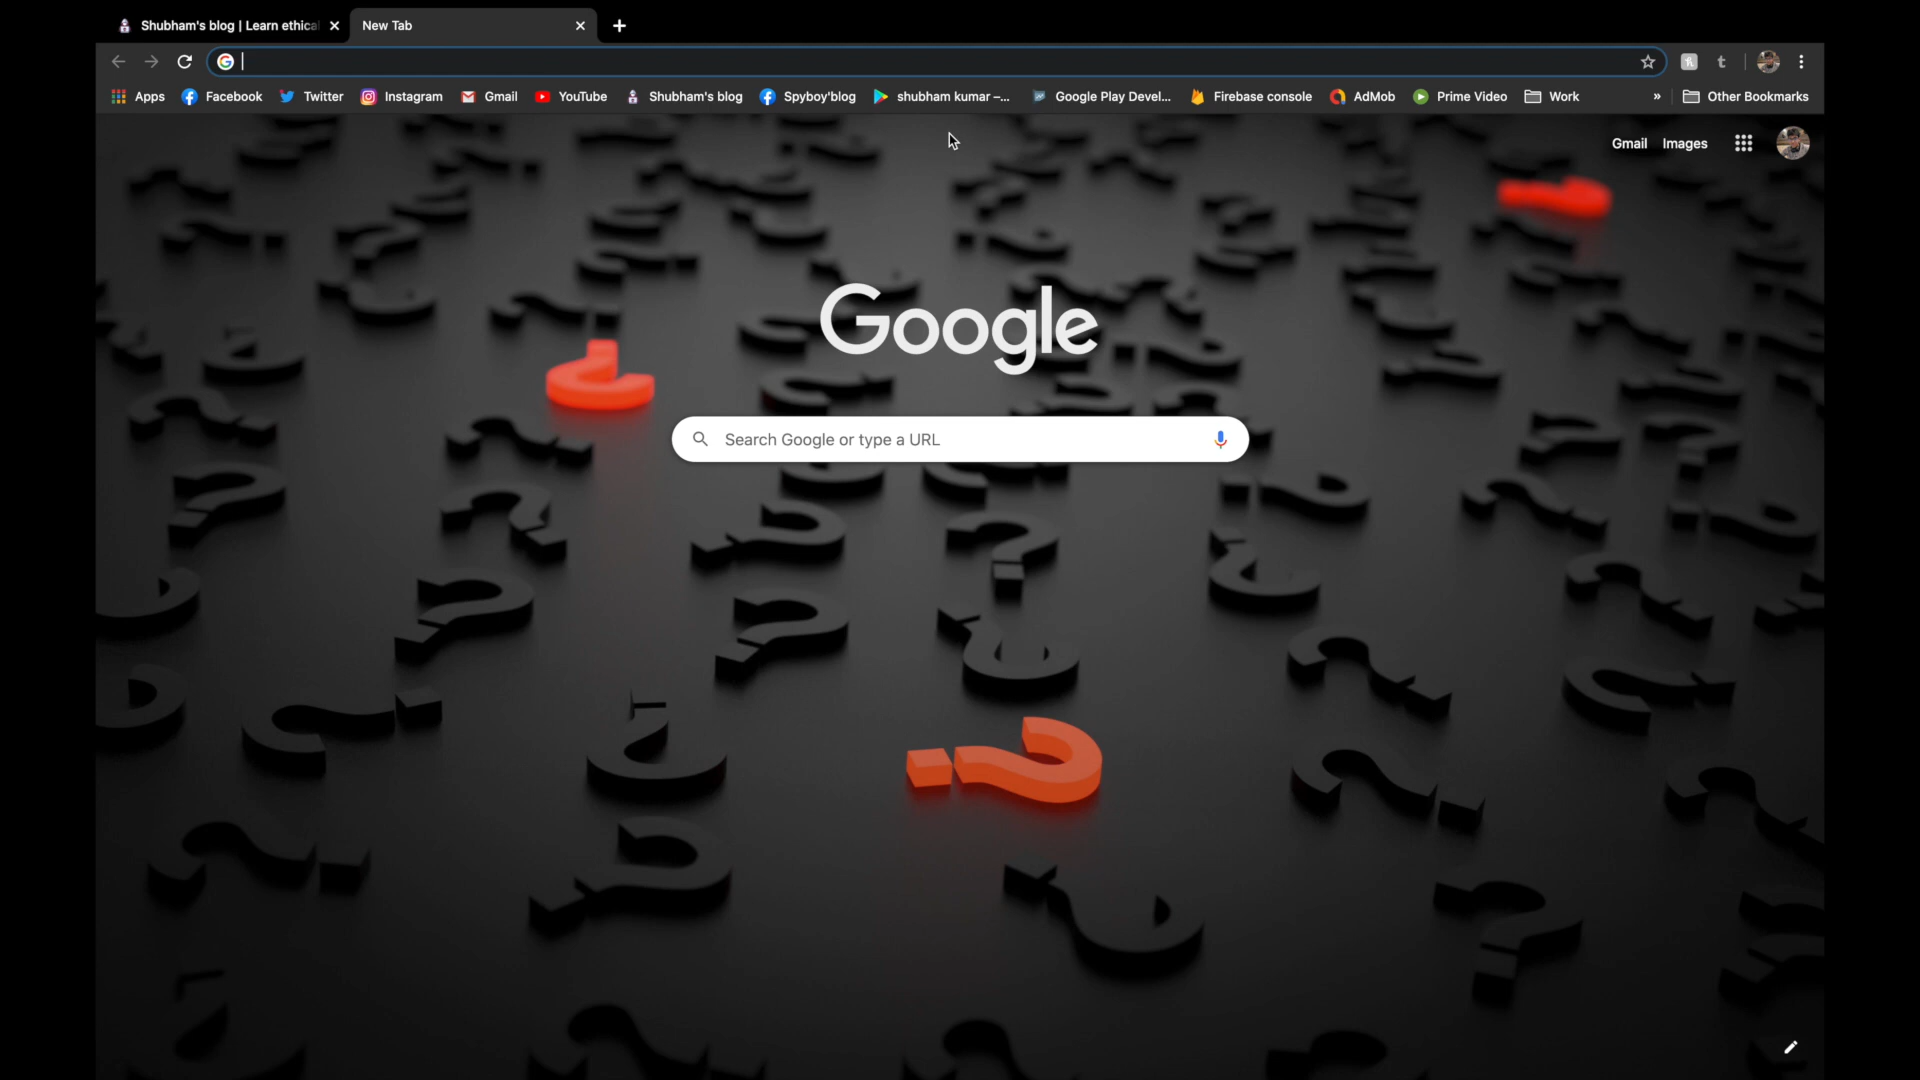 Shubham's blog | Learn ethica
New Tab
Apps Facebook Twitter Instagram Gmail YouTube Shubham's blog Spyboy'blog shubham kumar –... Google Play Devel... Firebase console AdMob Prime Video Work » Other Bookmarks
Gmail Images
Google
Search Google or type a URL